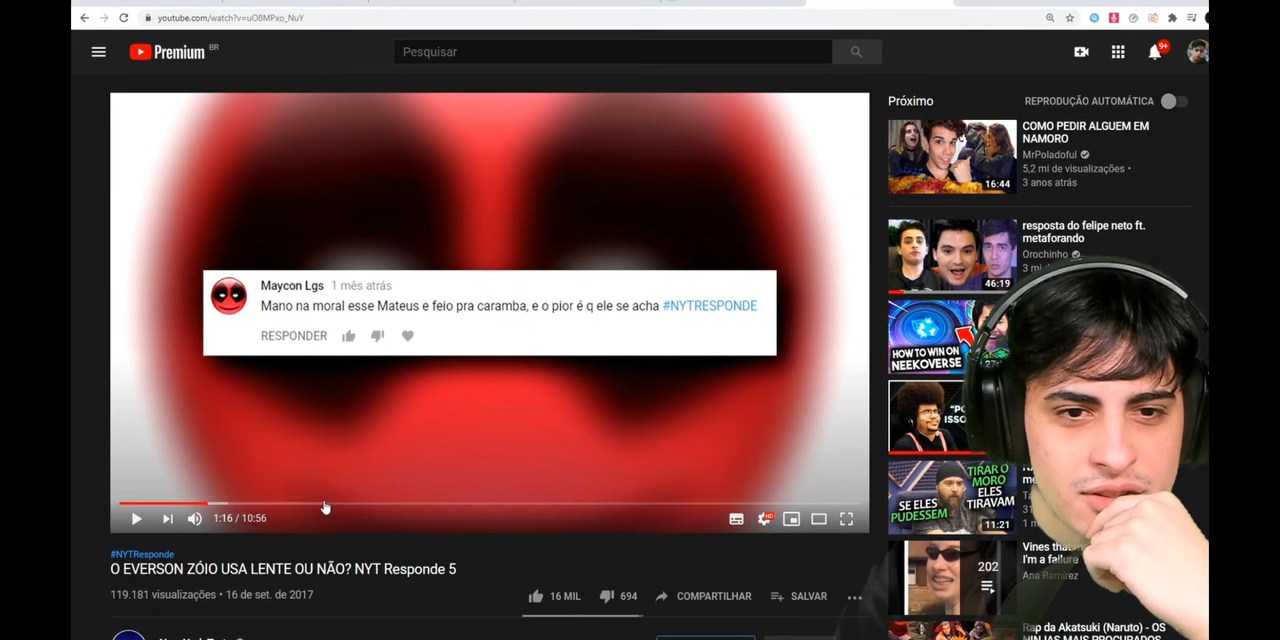 youtube.com/watch?v=uO8MPxo_NuY
Premium BR
Pesquisar
9+
Próximo
REPRODUÇÃO AUTOMÁTICA
COMO PEDIR ALGUEM EM
NAMORO
MrPoladoful
5,2 mi de visualizações •
3 anos atrás
16:44
resposta do felipe neto ft.
metaforando
Orochinho
3 mi
46:19
HOW TO WIN ON
NEEKOVERSE
ISSO
TIRAR O
MORO
ELES
TIRAVAM
SE ELES
PUDESSEM
11:21
Vines that
I'm a failure
Ana Ramírez
202
Rap da Akatsuki (Naruto) - OS
Maycon Lgs 1 mês atrás
Mano na moral esse Mateus e feio pra caramba, e o pior é q ele se acha #NYTRESPONDE
RESPONDER
1:16 / 10:56
HD
#NYTResponde
O EVERSON ZÓIO USA LENTE OU NÃO? NYT Responde 5
119.181 visualizações • 16 de set. de 2017
16 MIL
694
COMPARTILHAR
SALVAR